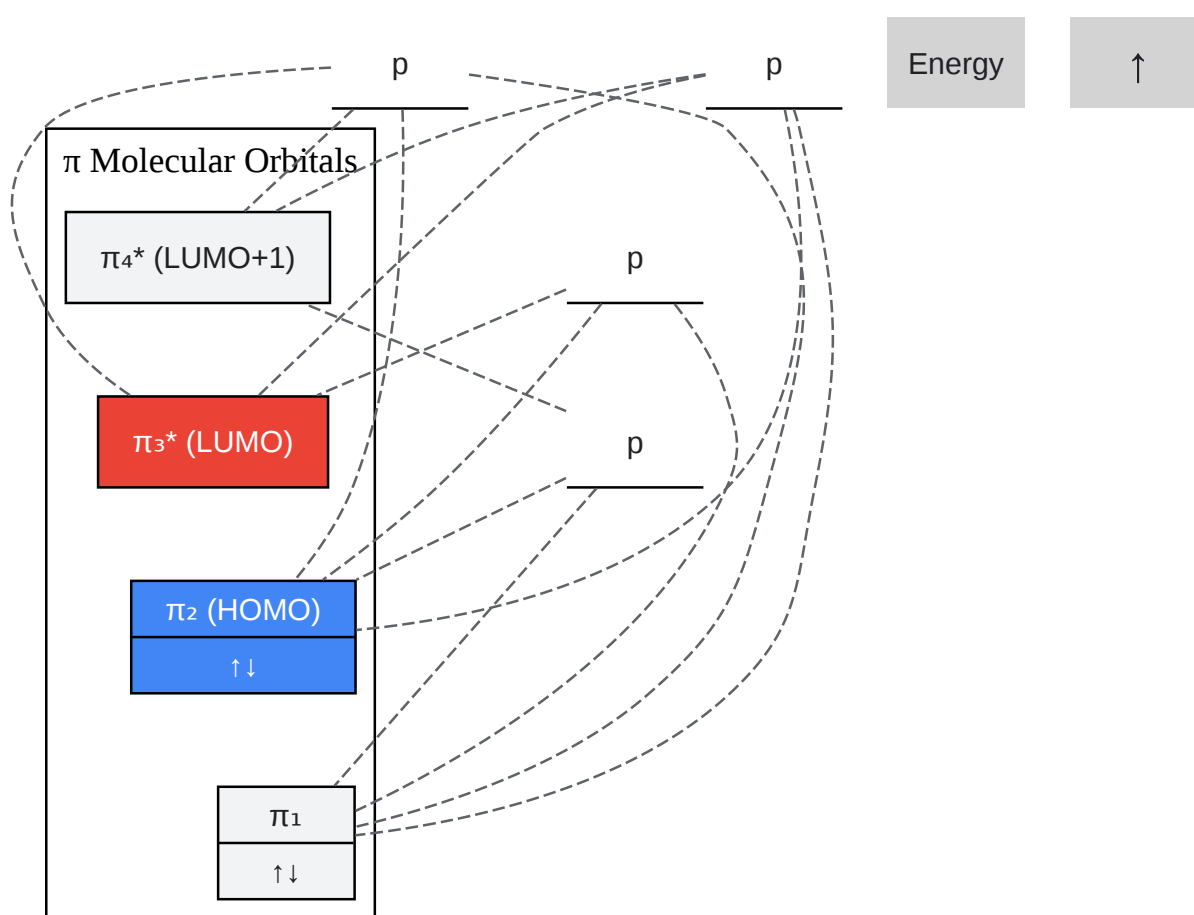 p
p
Energy
↑
π Molecular Orbitals
π₄* (LUMO+1)
p
π₃* (LUMO)
p
π₂ (HOMO)
↑↓
π₁
↑↓